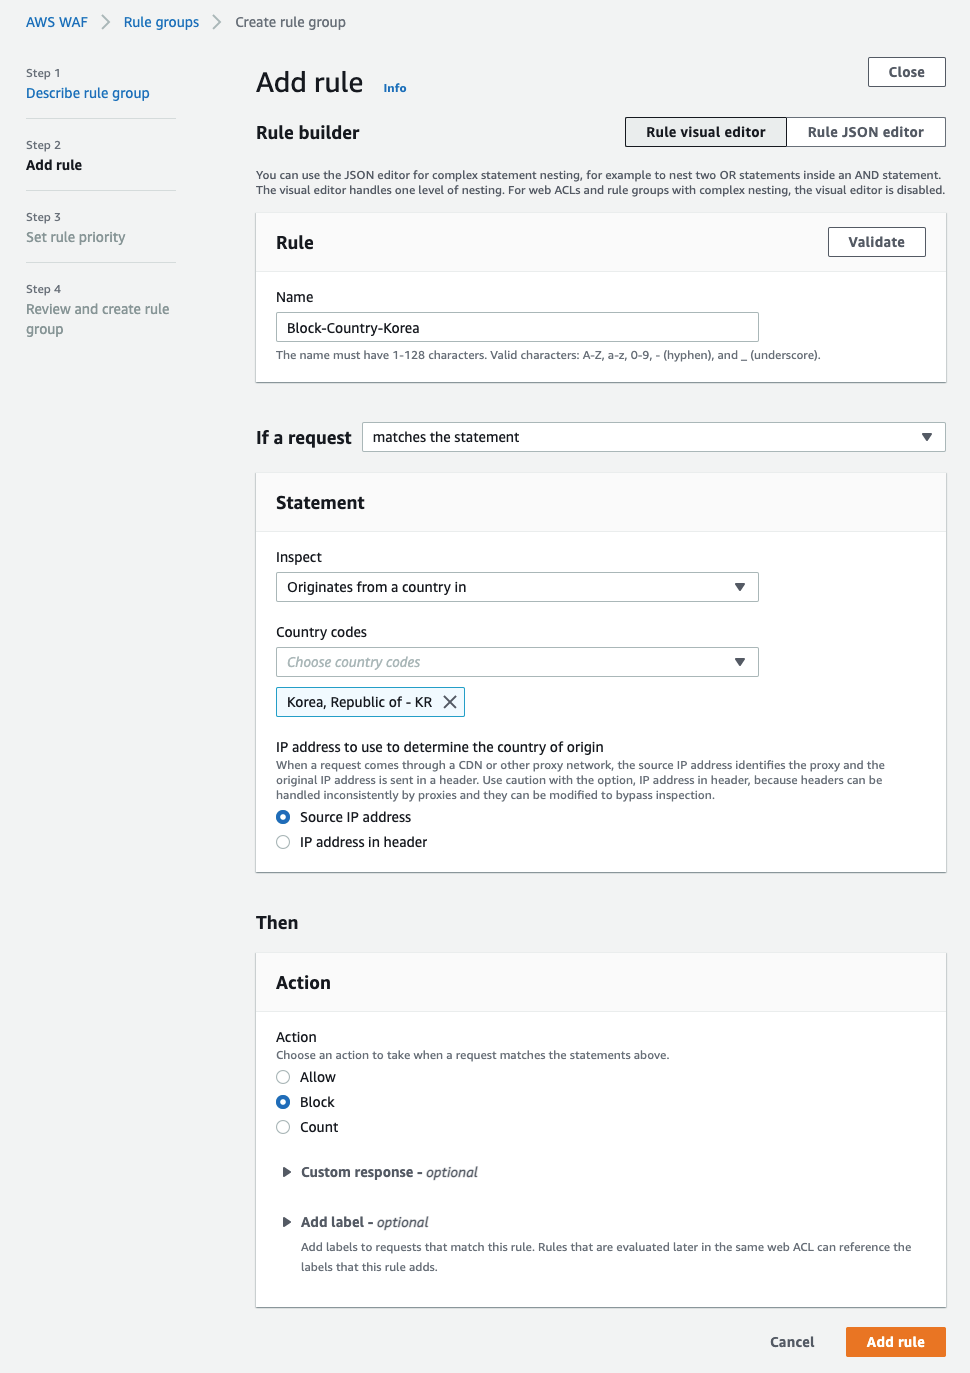 AWS WAF
Rule groups
Create rule group
Step 1
Describe rule group
Step 2
Add rule
Step 3
Set rule priority
Step 4
Review and create rule
group
Add rule
Info
Close
Rule builder
Rule visual editor
Rule JSON editor
You can use the JSON editor for complex statement nesting, for example to nest two OR statements inside an AND statement.
The visual editor handles one level of nesting. For web ACLs and rule groups with complex nesting, the visual editor is disabled.
Rule
Validate
Name
Block-Country-Korea
The name must have 1-128 characters. Valid characters: A-Z, a-z, 0-9, - (hyphen), and _ (underscore).
If a request
matches the statement
Statement
Inspect
Originates from a country in
Country codes
Choose country codes
Korea, Republic of - KR
IP address to use to determine the country of origin
When a request comes through a CDN or other proxy network, the source IP address identifies the proxy and the
original IP address is sent in a header. Use caution with the option, IP address in header, because headers can be
handled inconsistently by proxies and they can be modified to bypass inspection.
Source IP address
IP address in header
Then
Action
Action
Choose an action to take when a request matches the statements above.
Allow
Block
Count
Custom response - optional
Add label - optional
Add labels to requests that match this rule. Rules that are evaluated later in the same web ACL can reference the
labels that this rule adds.
Cancel
Add rule